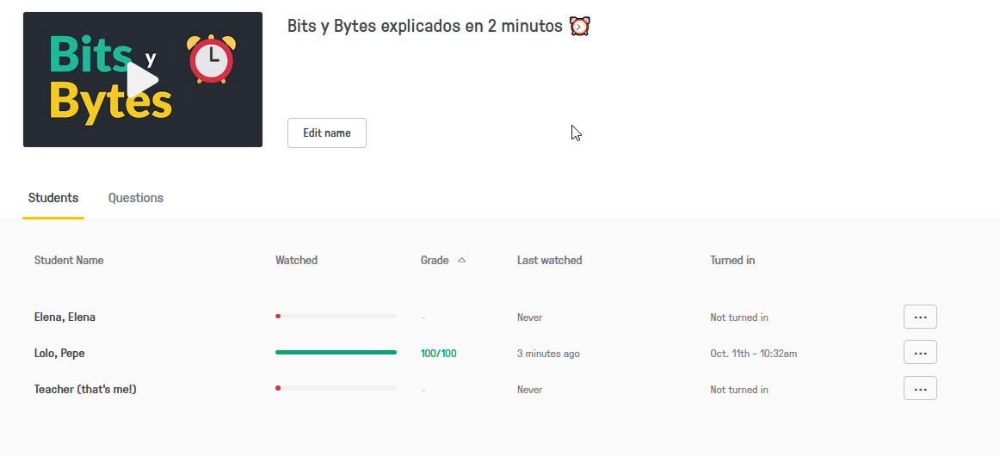 Bits y
Bytes
Bits y Bytes explicados en 2 minutos ⏰
Edit name
Students Questions
Student Name Watched Grade Last watched Turned in
Elena, Elena - Never Not turned in ...
Lolo, Pepe 100/100 3 minutes ago Oct. 11th - 10:32am ...
Teacher (that's me!) - Never Not turned in ...